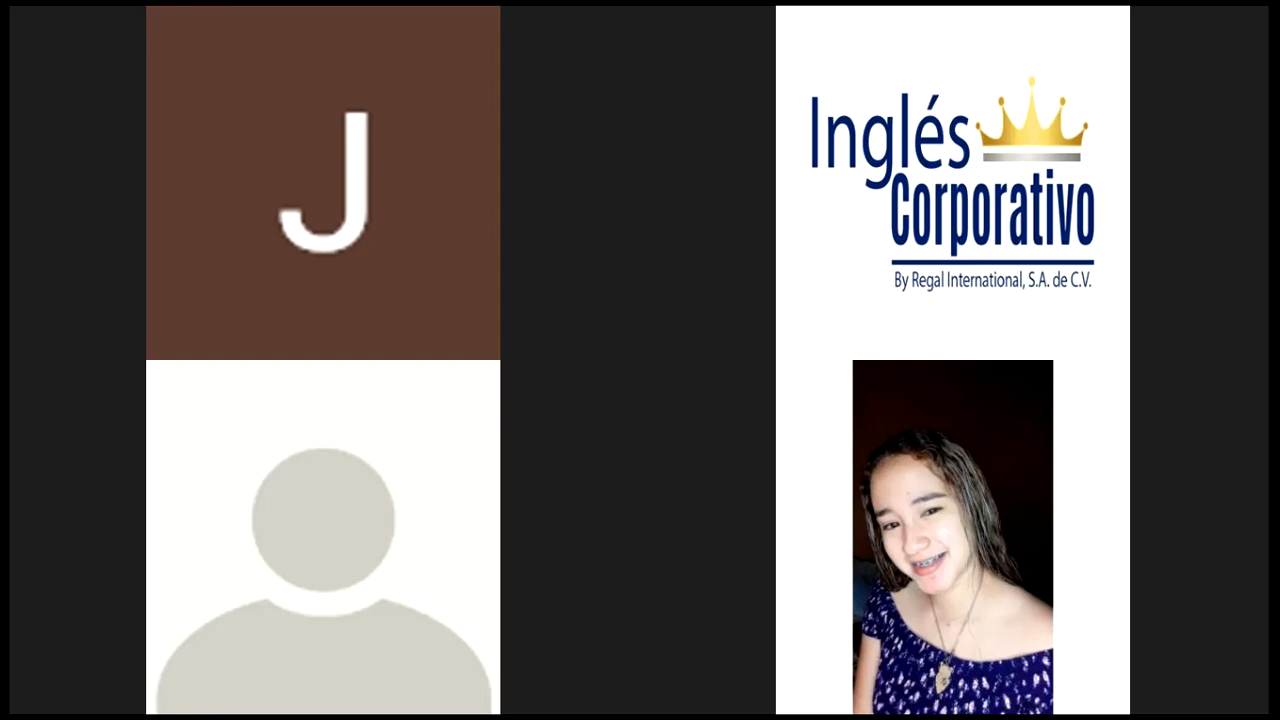 J
Inglés
Corporativo
By Regal International, S.A. de C.V.